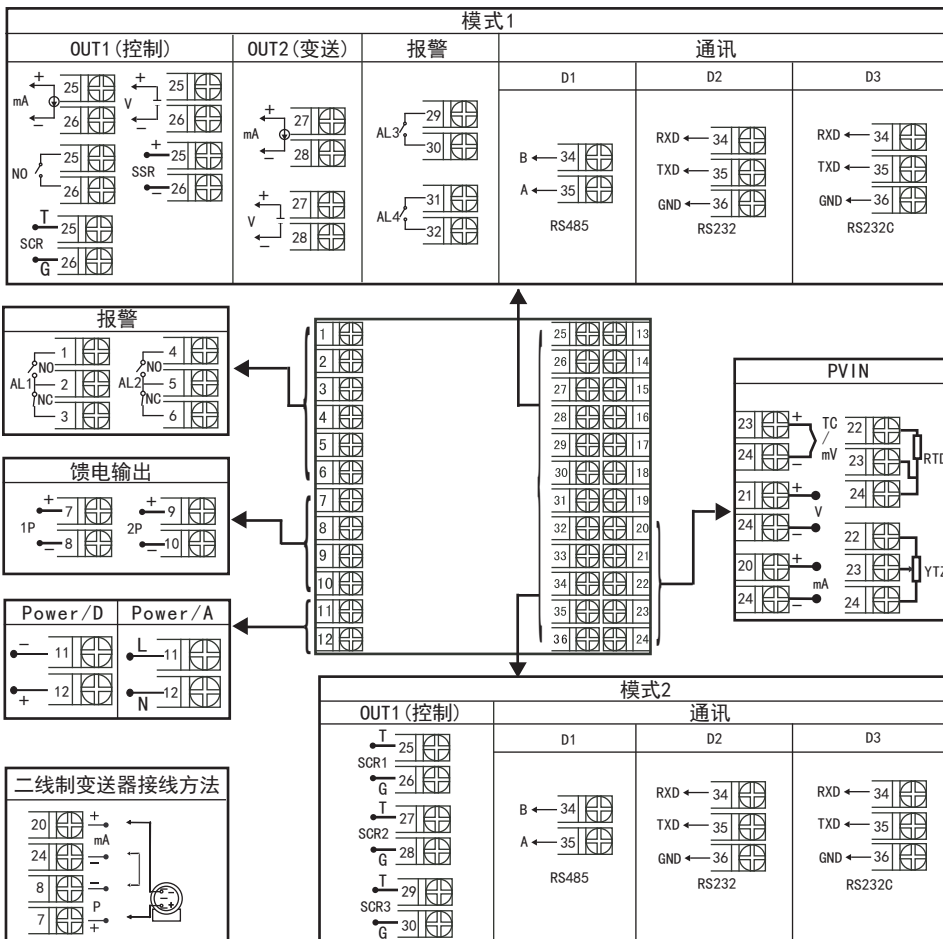 模式1
OUT1(控制) OUT2(变送) 报警 通讯
D1 D2 D3
+ 25 mA 26 −
+ 25 V 26 −
NO 25 26
+ 25 SSR 26 −
T 25 SCR 26 G
+ 27 mA 28 −
+ 27 V 28 −
29 AL3 30
31 AL4 32
B 34
A 35
RS485
RXD 34
TXD 35
GND 36
RS232
RXD 34
TXD 35
GND 36
RS232C
报警
1 NO AL1 2 NC 3
4 NO AL2 5 NC 6
馈电输出
+ 7 1P 8 −
+ 9 2P 10 −
Power/D Power/A
− 11
+ 12
L 11
N 12
1
2
3
4
5
6
7
8
9
10
11
12
25 13
26 14
27 15
28 16
29 17
30 18
31 19
32 20
33 21
34 22
35 23
36 24
PVIN
23 + TC / mV 24 −
22 23 RTD 24
21 + V 24 −
20 + mA 24 −
22 23 24
二线制变送器接线方法
20 +
mA
24 −
8 −
P
7 +
− +
模式2
OUT1(控制) 通讯
D1 D2 D3
T 25 SCR1 26 G
T 27 SCR2 28 G
T 29 SCR3 30 G
B 34
A 35
RS485
RXD 34
TXD 35
GND 36
RS232
RXD 34
TXD 35
GND 36
RS232C